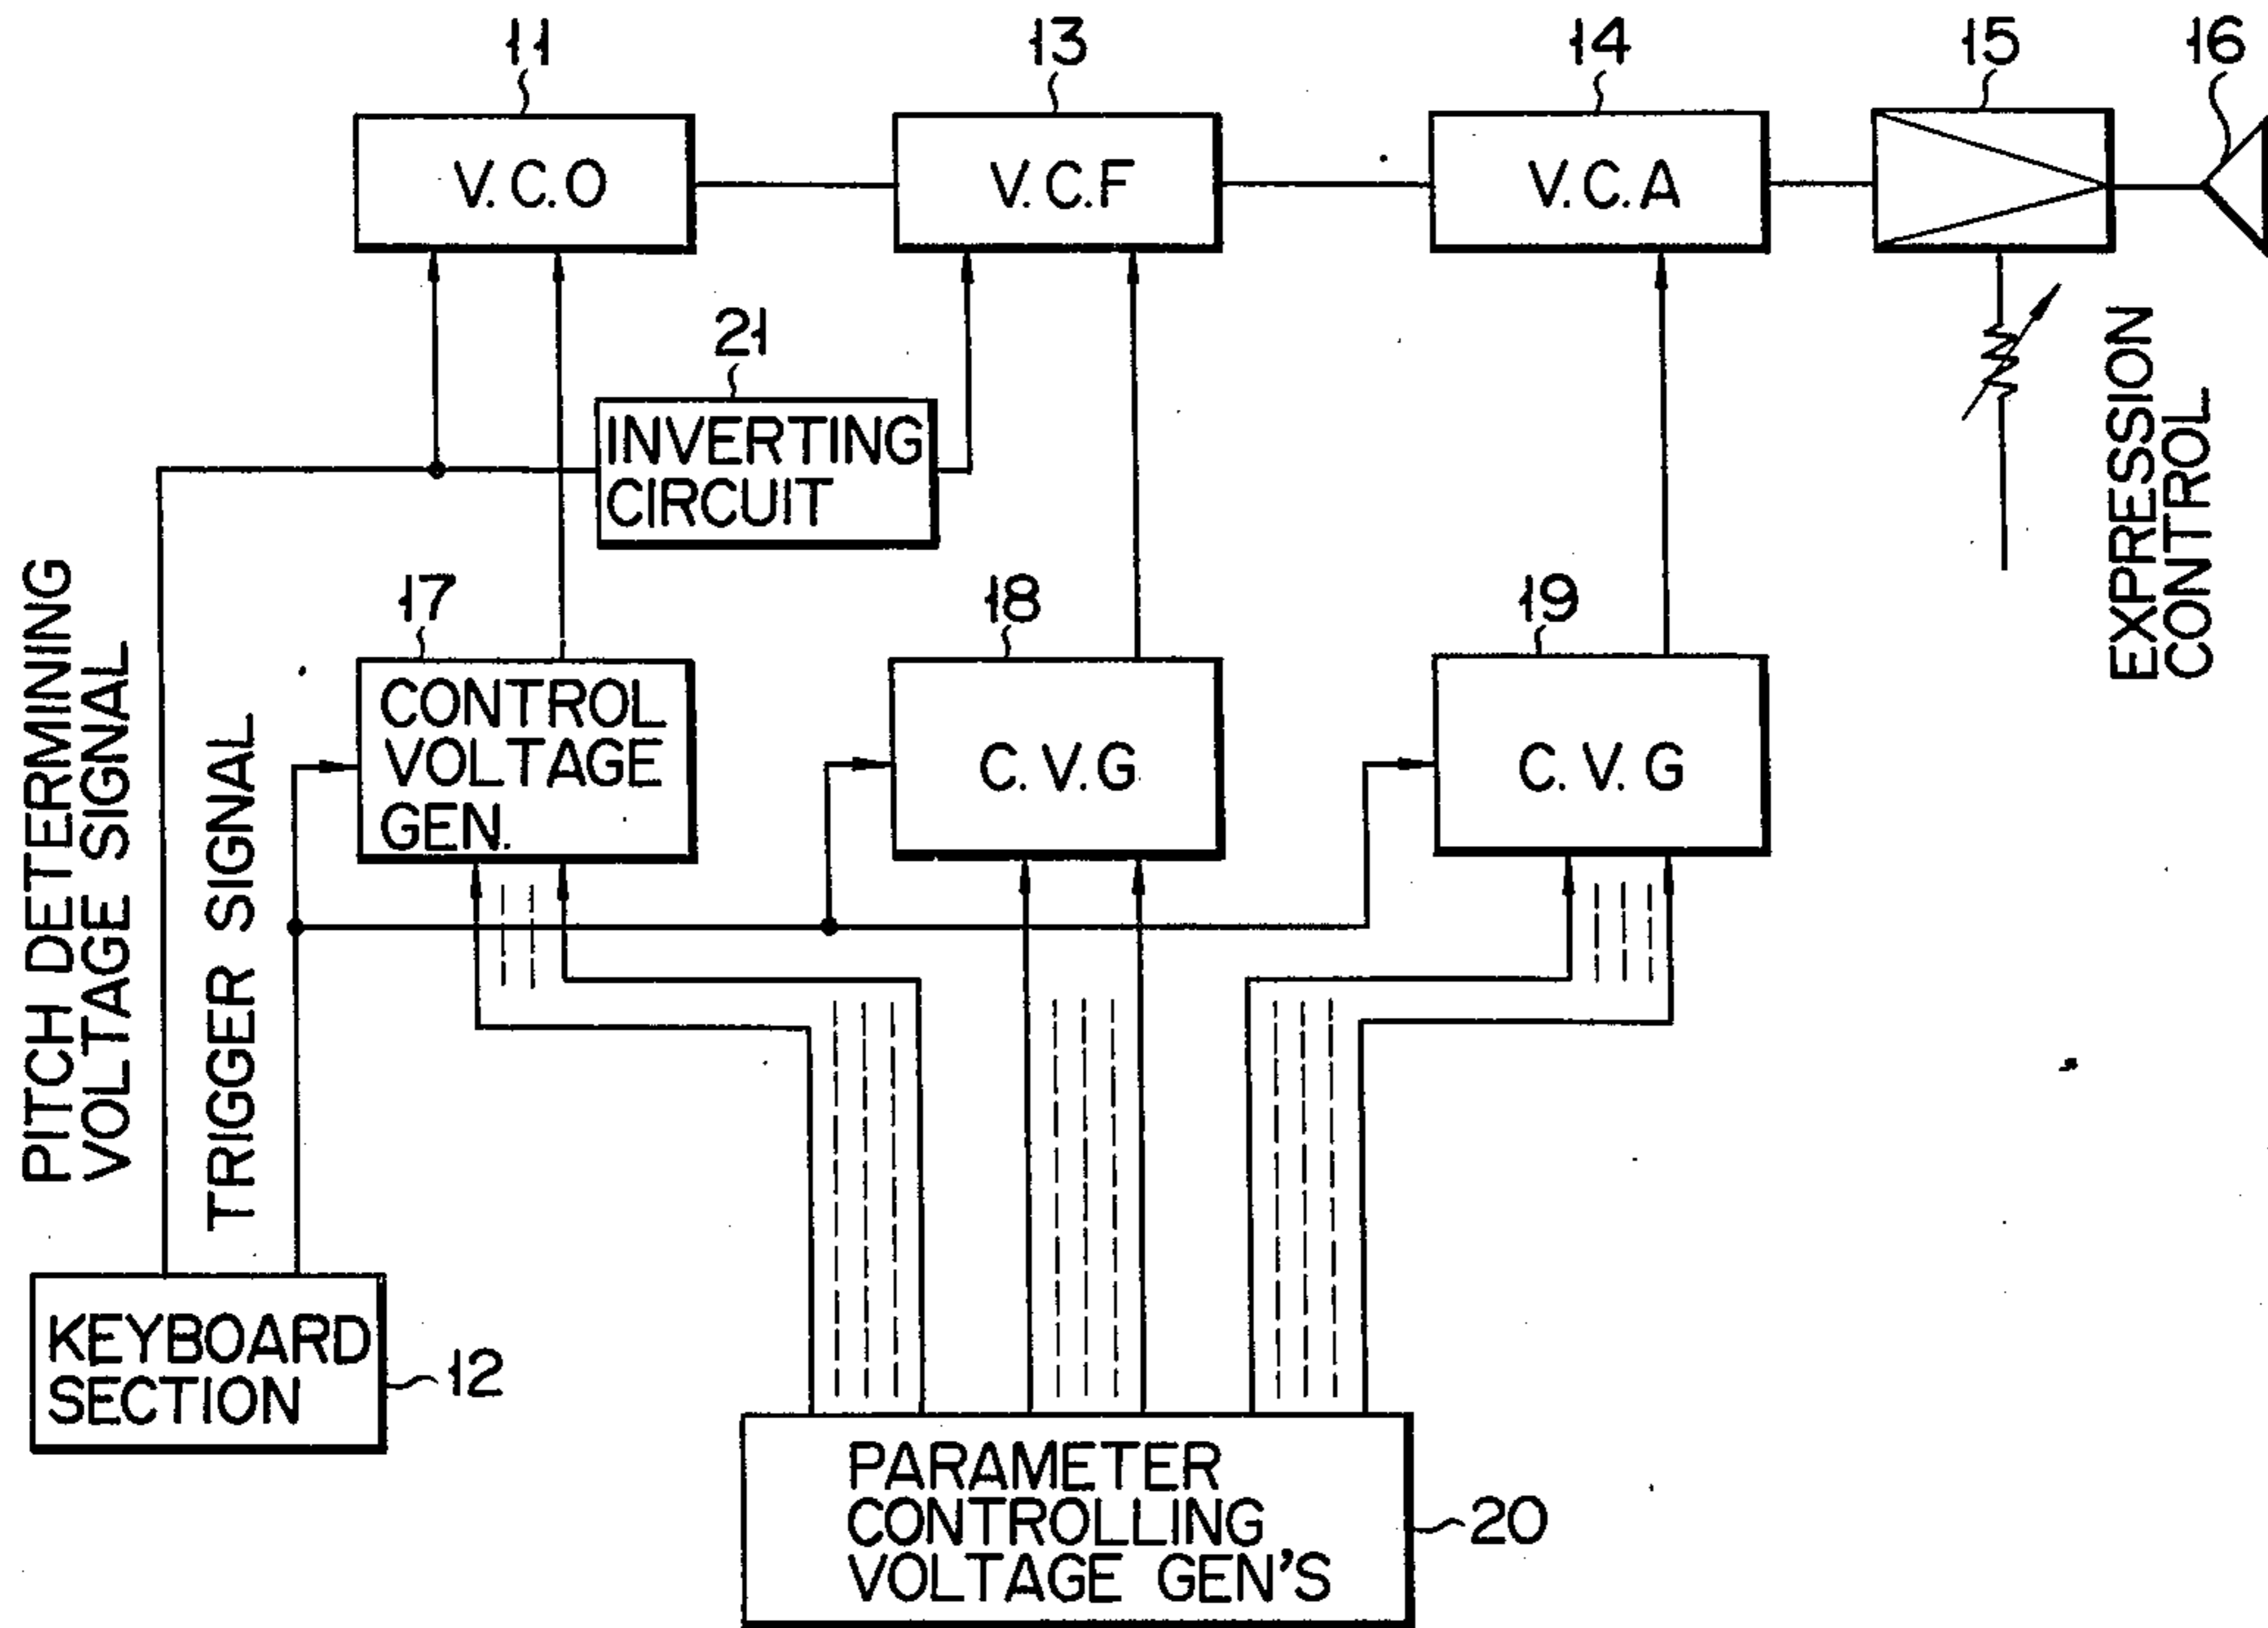 11
13
14
15
16
V.C.O
V.C.F
V.C.A
21
INVERTING
CIRCUIT
EXPRESSION
CONTROL
17
18
19
CONTROL
VOLTAGE
GEN.
C.V.G
C.V.G
PITCH DETERMINING
VOLTAGE SIGNAL
TRIGGER SIGNAL
KEYBOARD
SECTION
12
PARAMETER
CONTROLLING
VOLTAGE GEN'S
20